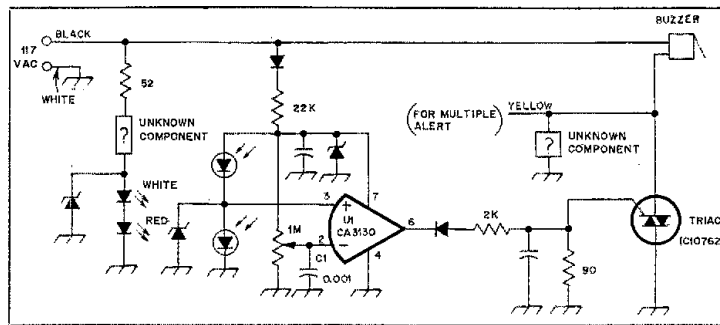 BUZZER
BLACK
117
VAC
WHITE
52
?
UNKNOWN
COMPONENT
22K
(FOR MULTIPLE
ALERT)
YELLOW
?
UNKNOWN
COMPONENT
WHITE
RED
1M
3
+
7
U1
CA3130
6
2
−
4
C1
0.001
2K
90
TRIAC
(C10762